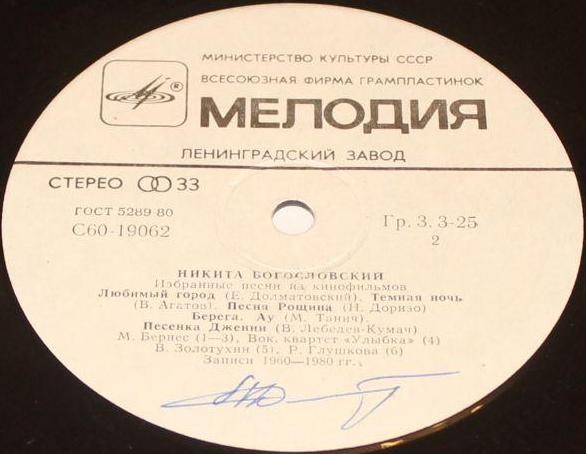 МИНИСТЕРСТВО КУЛЬТУРЫ СССР
ВСЕСОЮЗНАЯ ФИРМА ГРАМПЛАСТИНОК
® МЕЛОДИЯ
ЛЕНИНГРАДСКИЙ ЗАВОД
СТЕРЕО 33
ГОСТ 5289-80
С60-19062
Гр. 3. 3-25
2
НИКИТА БОГОСЛОВСКИЙ
Избранные песни из кинофильмов
Любимый город (Е. Долматовский). Темная ночь
(В. Агатов). Песня Рощина (Н. Доризо)
Берега. Ау (М. Танич).
Песенка Дженни (В. Лебедев-Кумач)
М. Бернес (1—3), Вок. квартет «Улыбка» (4)
В. Золотухин (5), Р. Глушкова (6)
Записи 1960—1980 гг.